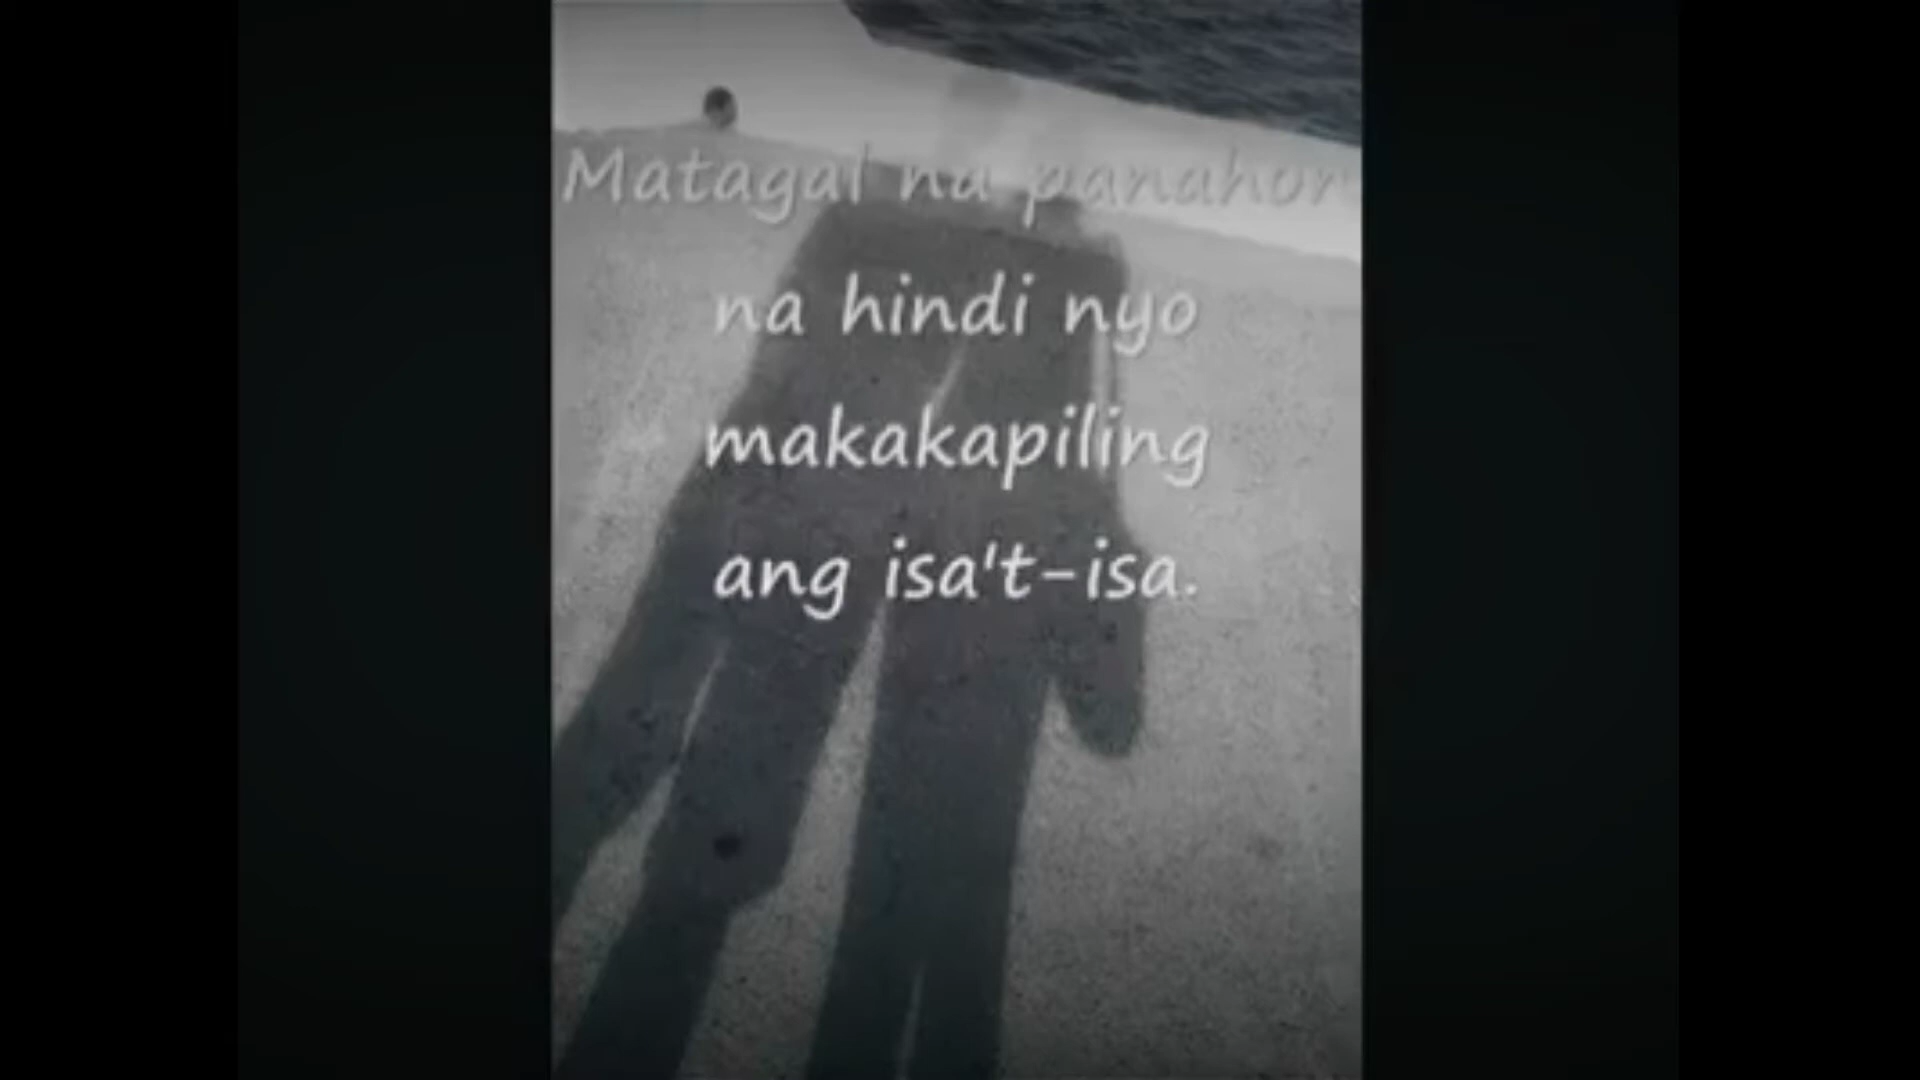 Matagal na panahon
na hindi nyo
makakapiling
ang isa't-isa.